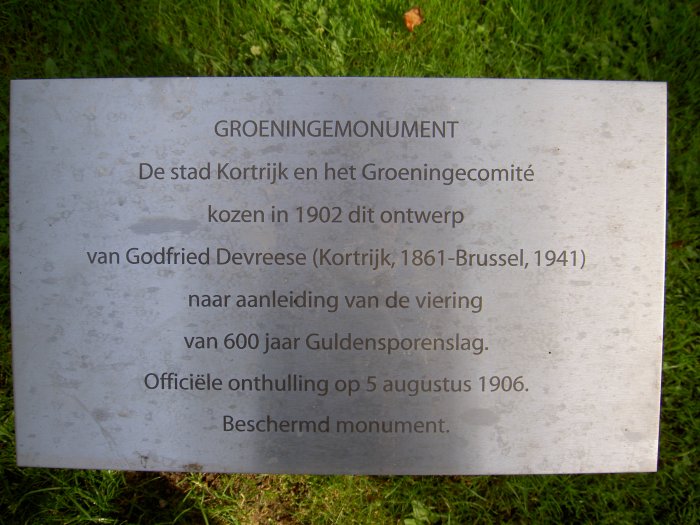 GROENINGEMONUMENT
De stad Kortrijk en het Groeningecomité
kozen in 1902 dit ontwerp
van Godfried Devreese (Kortrijk, 1861-Brussel, 1941)
naar aanleiding van de viering
van 600 jaar Guldensporenslag.
Officiële onthulling op 5 augustus 1906.
Beschermd monument.